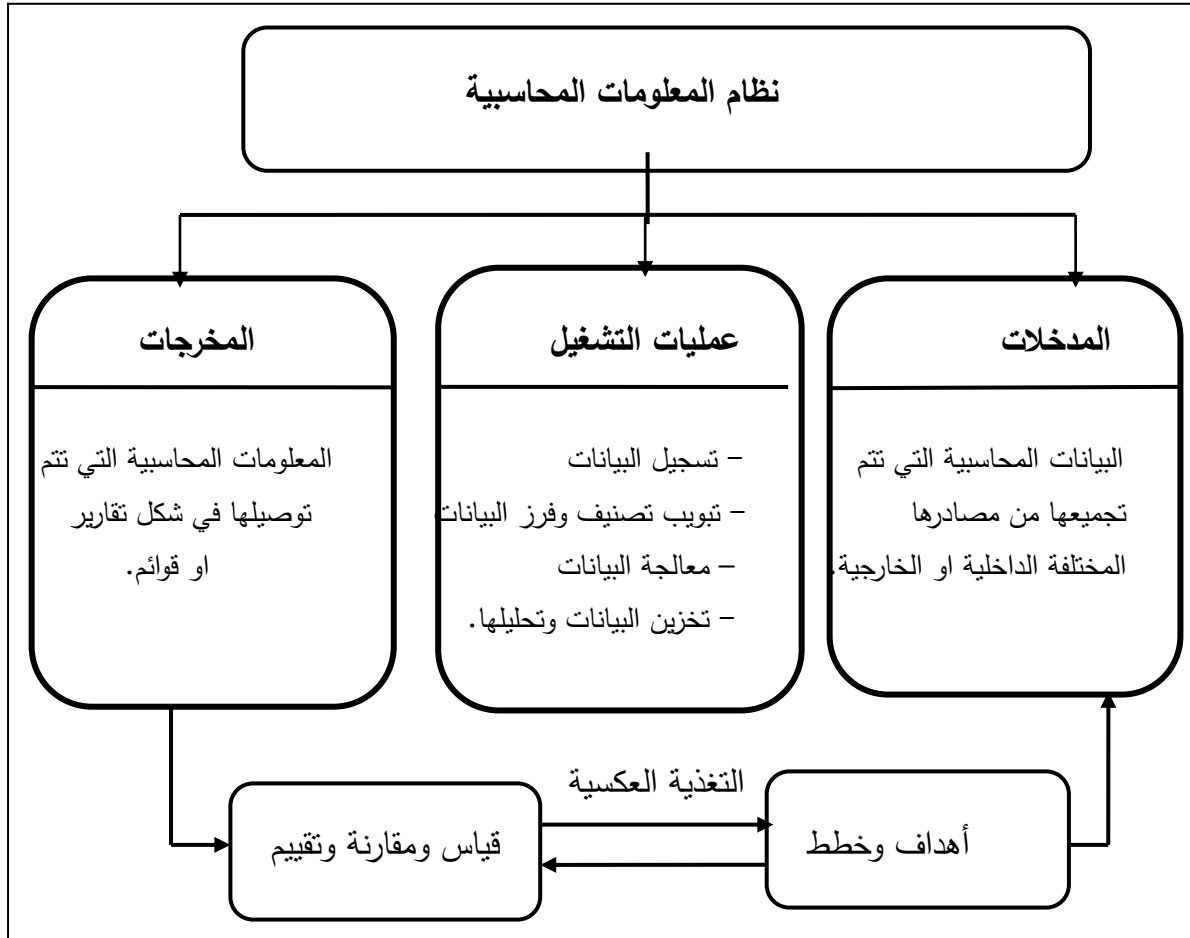 نظام المعلومات المحاسبية
المدخلات
البيانات المحاسبية التي تتم
تجميعها من مصادرها
المختلفة الداخلية او الخارجية.
عمليات التشغيل
– تسجيل البيانات
– تبويب تصنيف وفرز البيانات
– معالجة البيانات
– تخزين البيانات وتحليلها.
المخرجات
المعلومات المحاسبية التي تتم
توصيلها في شكل تقارير
او قوائم.
التغذية العكسية
أهداف وخطط
قياس ومقارنة وتقييم